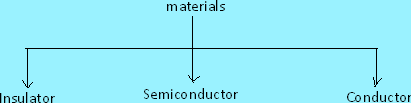 materials
Insulator
Semiconductor
Conductor